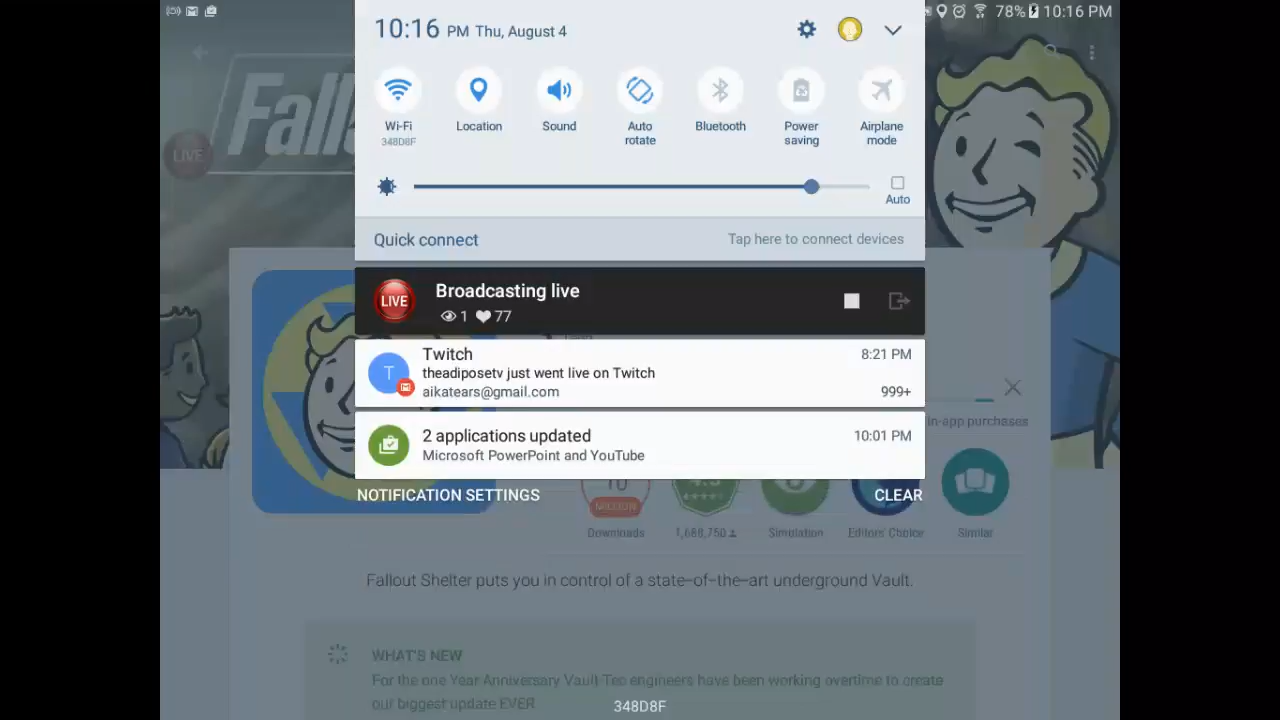 78% 10:16 PM
10:16 PM Thu, August 4
Wi-Fi
348D8F
Location
Sound
Auto rotate
Bluetooth
Power saving
Airplane mode
Auto
Quick connect
Tap here to connect devices
LIVE
Fall
LIVE
Broadcasting live
1 77
T
Twitch
8:21 PM
theadiposetv just went live on Twitch
aikatears@gmail.com
999+
In-app purchases
2 applications updated
10:01 PM
Microsoft PowerPoint and YouTube
NOTIFICATION SETTINGS
CLEAR
10
MILLION
Downloads
1,688,750
Simulation
Editors' Choice
Similar
Fallout Shelter puts you in control of a state-of-the-art underground Vault.
WHAT'S NEW
For the one Year Anniversary Vault-Tec engineers have been working overtime to create
our biggest update EVER
348D8F